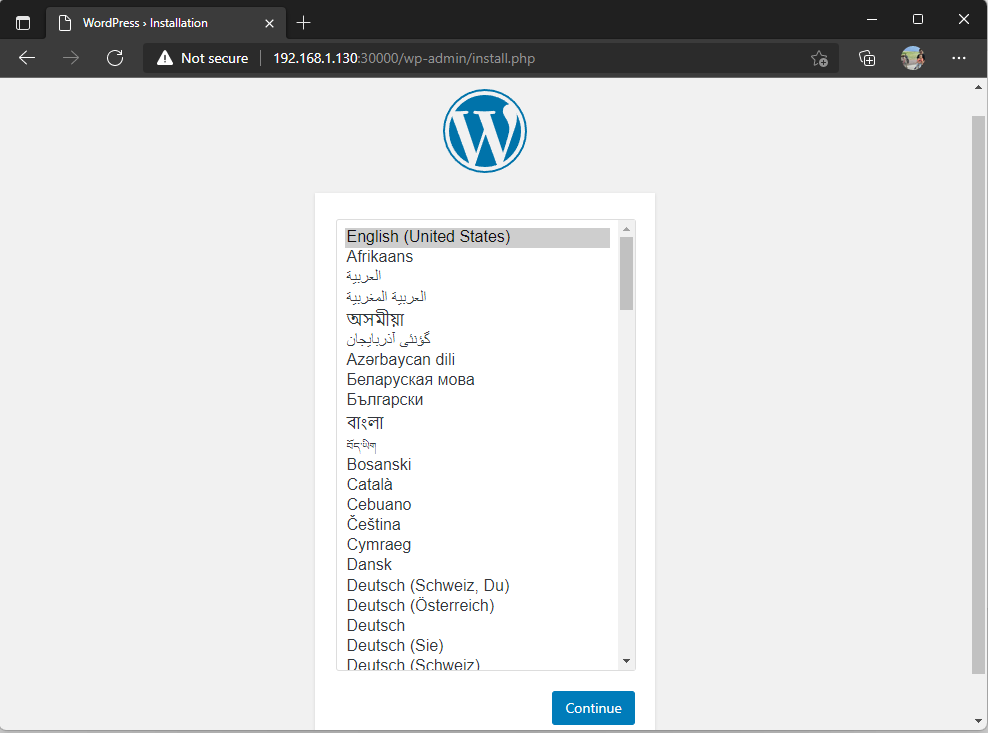 WordPress › Installation
Not secure
192.168.1.130:30000/wp-admin/install.php
English (United States)
Afrikaans
العربية
العربية المغربية
অসমীয়া
گؤنئی آذربایجان
Azərbaycan dili
Беларуская мова
Български
বাংলা
བོད་ཡིག
Bosanski
Català
Cebuano
Čeština
Cymraeg
Dansk
Deutsch (Schweiz, Du)
Deutsch (Österreich)
Deutsch
Deutsch (Sie)
Deutsch (Schweiz)
Continue